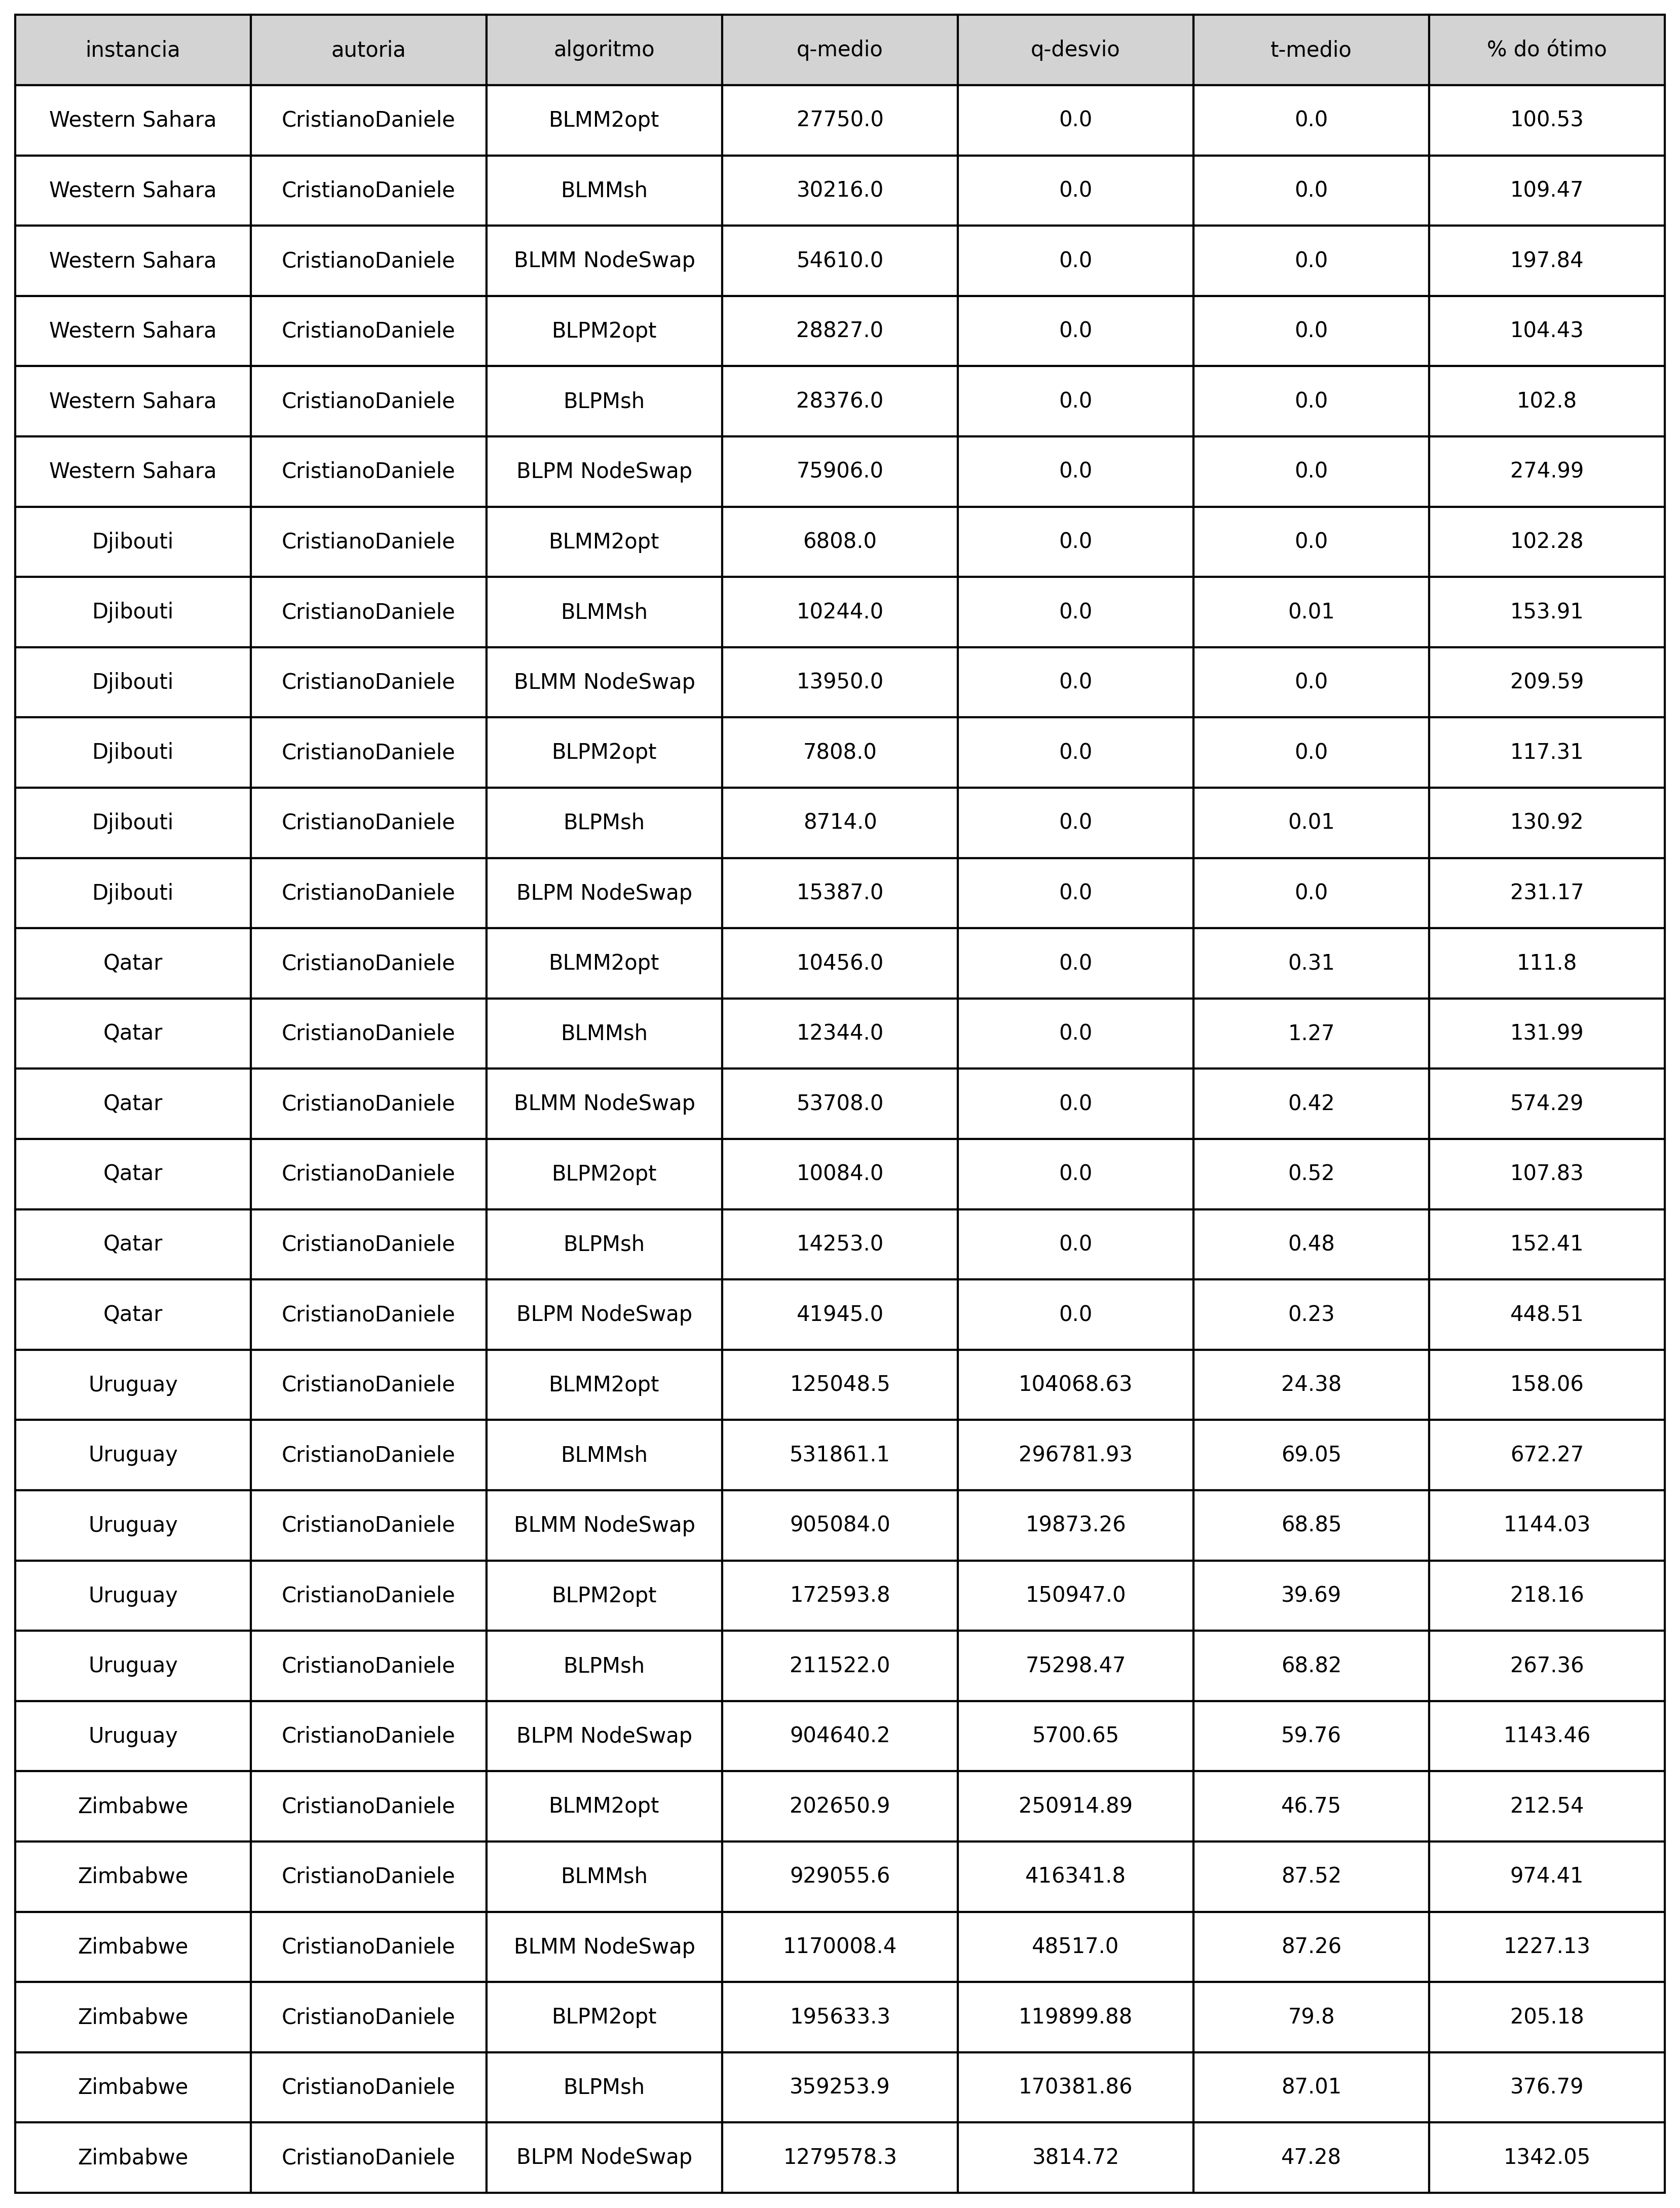 instancia autoria algoritmo q-medio q-desvio t-medio % do ótimo
Western Sahara CristianoDaniele BLMM2opt 27750.0 0.0 0.0 100.53
Western Sahara CristianoDaniele BLMMsh 30216.0 0.0 0.0 109.47
Western Sahara CristianoDaniele BLMM NodeSwap 54610.0 0.0 0.0 197.84
Western Sahara CristianoDaniele BLPM2opt 28827.0 0.0 0.0 104.43
Western Sahara CristianoDaniele BLPMsh 28376.0 0.0 0.0 102.8
Western Sahara CristianoDaniele BLPM NodeSwap 75906.0 0.0 0.0 274.99
Djibouti CristianoDaniele BLMM2opt 6808.0 0.0 0.0 102.28
Djibouti CristianoDaniele BLMMsh 10244.0 0.0 0.01 153.91
Djibouti CristianoDaniele BLMM NodeSwap 13950.0 0.0 0.0 209.59
Djibouti CristianoDaniele BLPM2opt 7808.0 0.0 0.0 117.31
Djibouti CristianoDaniele BLPMsh 8714.0 0.0 0.01 130.92
Djibouti CristianoDaniele BLPM NodeSwap 15387.0 0.0 0.0 231.17
Qatar CristianoDaniele BLMM2opt 10456.0 0.0 0.31 111.8
Qatar CristianoDaniele BLMMsh 12344.0 0.0 1.27 131.99
Qatar CristianoDaniele BLMM NodeSwap 53708.0 0.0 0.42 574.29
Qatar CristianoDaniele BLPM2opt 10084.0 0.0 0.52 107.83
Qatar CristianoDaniele BLPMsh 14253.0 0.0 0.48 152.41
Qatar CristianoDaniele BLPM NodeSwap 41945.0 0.0 0.23 448.51
Uruguay CristianoDaniele BLMM2opt 125048.5 104068.63 24.38 158.06
Uruguay CristianoDaniele BLMMsh 531861.1 296781.93 69.05 672.27
Uruguay CristianoDaniele BLMM NodeSwap 905084.0 19873.26 68.85 1144.03
Uruguay CristianoDaniele BLPM2opt 172593.8 150947.0 39.69 218.16
Uruguay CristianoDaniele BLPMsh 211522.0 75298.47 68.82 267.36
Uruguay CristianoDaniele BLPM NodeSwap 904640.2 5700.65 59.76 1143.46
Zimbabwe CristianoDaniele BLMM2opt 202650.9 250914.89 46.75 212.54
Zimbabwe CristianoDaniele BLMMsh 929055.6 416341.8 87.52 974.41
Zimbabwe CristianoDaniele BLMM NodeSwap 1170008.4 48517.0 87.26 1227.13
Zimbabwe CristianoDaniele BLPM2opt 195633.3 119899.88 79.8 205.18
Zimbabwe CristianoDaniele BLPMsh 359253.9 170381.86 87.01 376.79
Zimbabwe CristianoDaniele BLPM NodeSwap 1279578.3 3814.72 47.28 1342.05